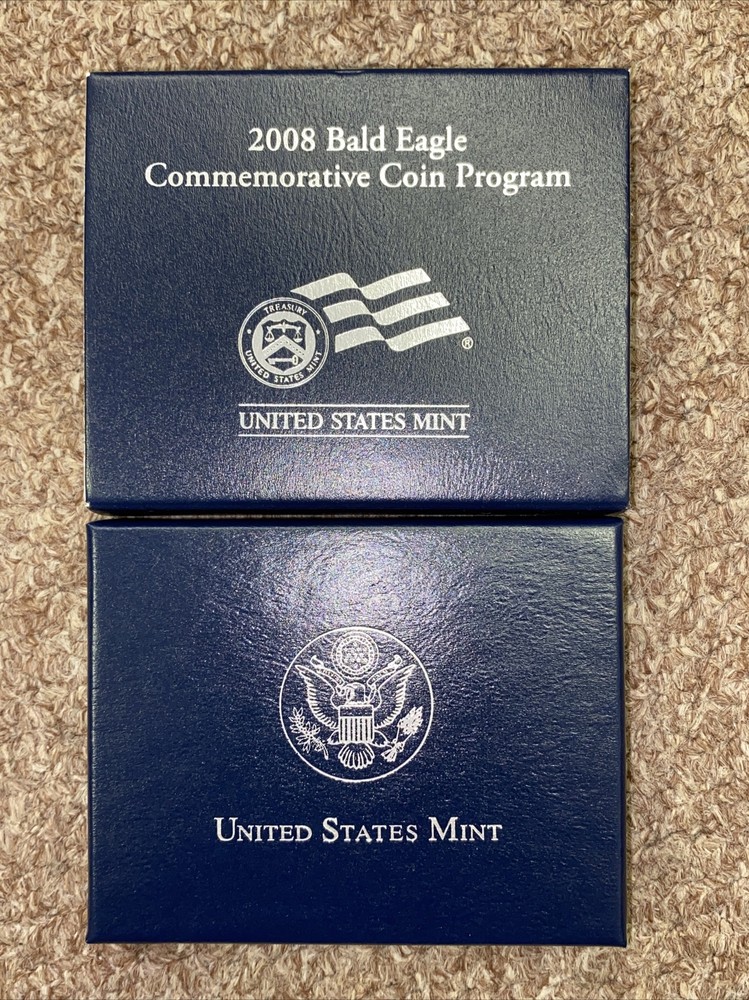 2008 Bald Eagle
Commemorative Coin Program
TREASURY
UNITED STATES MINT
®
UNITED STATES MINT
UNITED STATES MINT